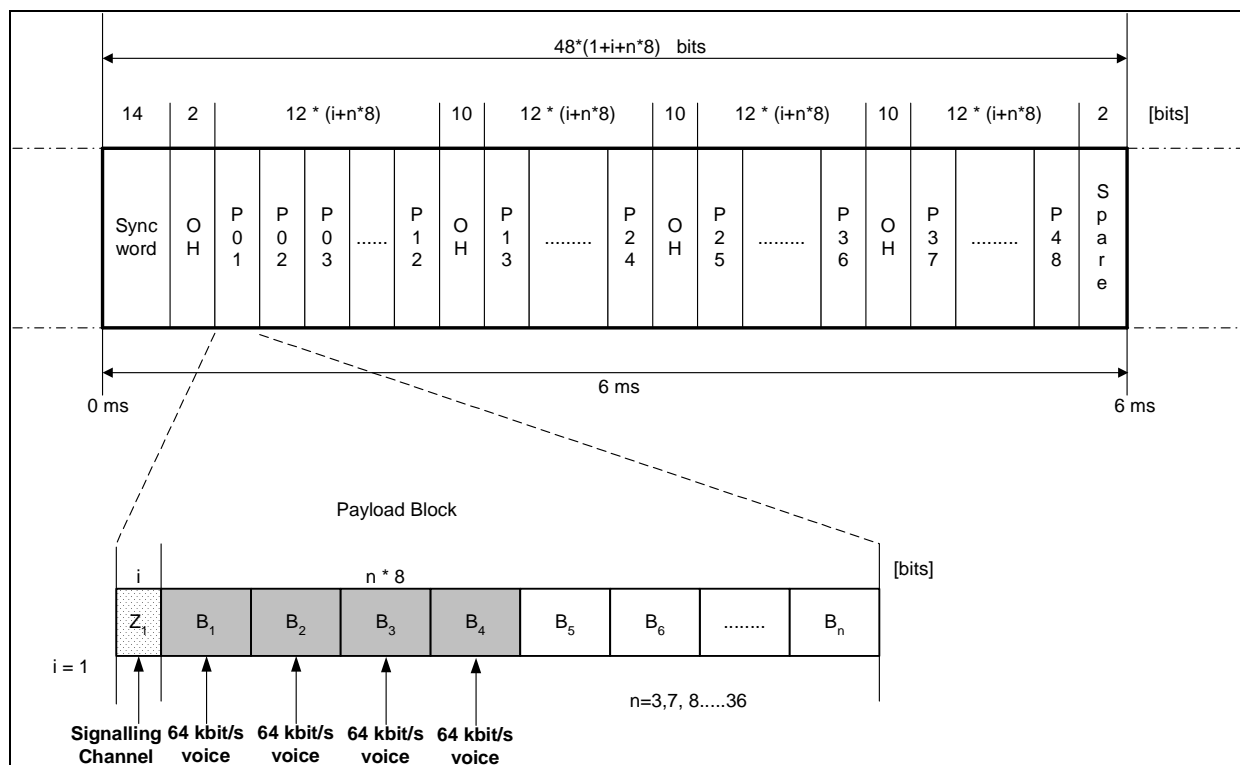 48*(1+i+n*8) bits
14 2 12 * (i+n*8) 10 12 * (i+n*8) 10 12 * (i+n*8) 10 12 * (i+n*8) 2 [bits]
Sync word
OH
P01
P02
P03
......
P12
OH
P13
.........
P24
OH
P25
.........
P36
OH
P37
.........
P48
Spare
6 ms
0 ms
6 ms
Payload Block
i
n * 8
[bits]
Z1 B1 B2 B3 B4 B5 B6 ........ Bn
i = 1
n=3,7, 8.....36
Signalling Channel
64 kbit/s voice
64 kbit/s voice
64 kbit/s voice
64 kbit/s voice